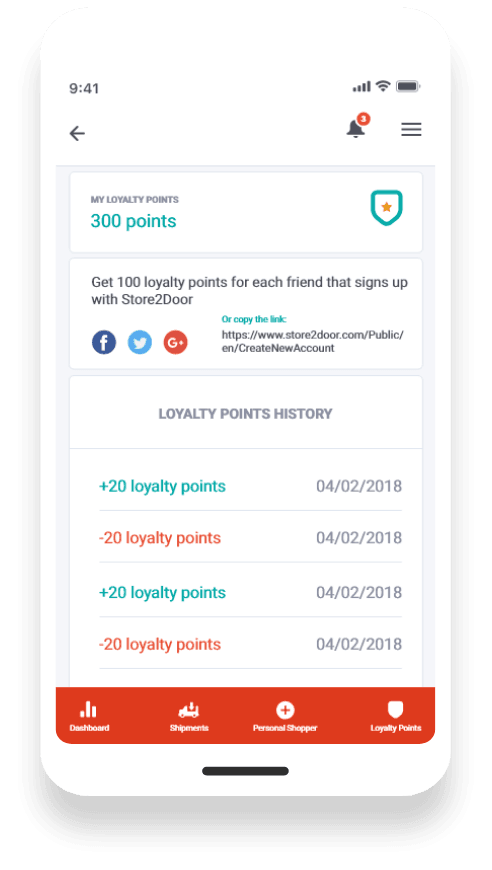 9:41
3
MY LOYALTY POINTS
300 points
Get 100 loyalty points for each friend that signs up
with Store2Door
Or copy the link:
https://www.store2door.com/Public/
en/CreateNewAccount
f
G+
LOYALTY POINTS HISTORY
+20 loyalty points 04/02/2018
-20 loyalty points 04/02/2018
+20 loyalty points 04/02/2018
-20 loyalty points 04/02/2018
Dashboard Shipments Personal Shopper Loyalty Points